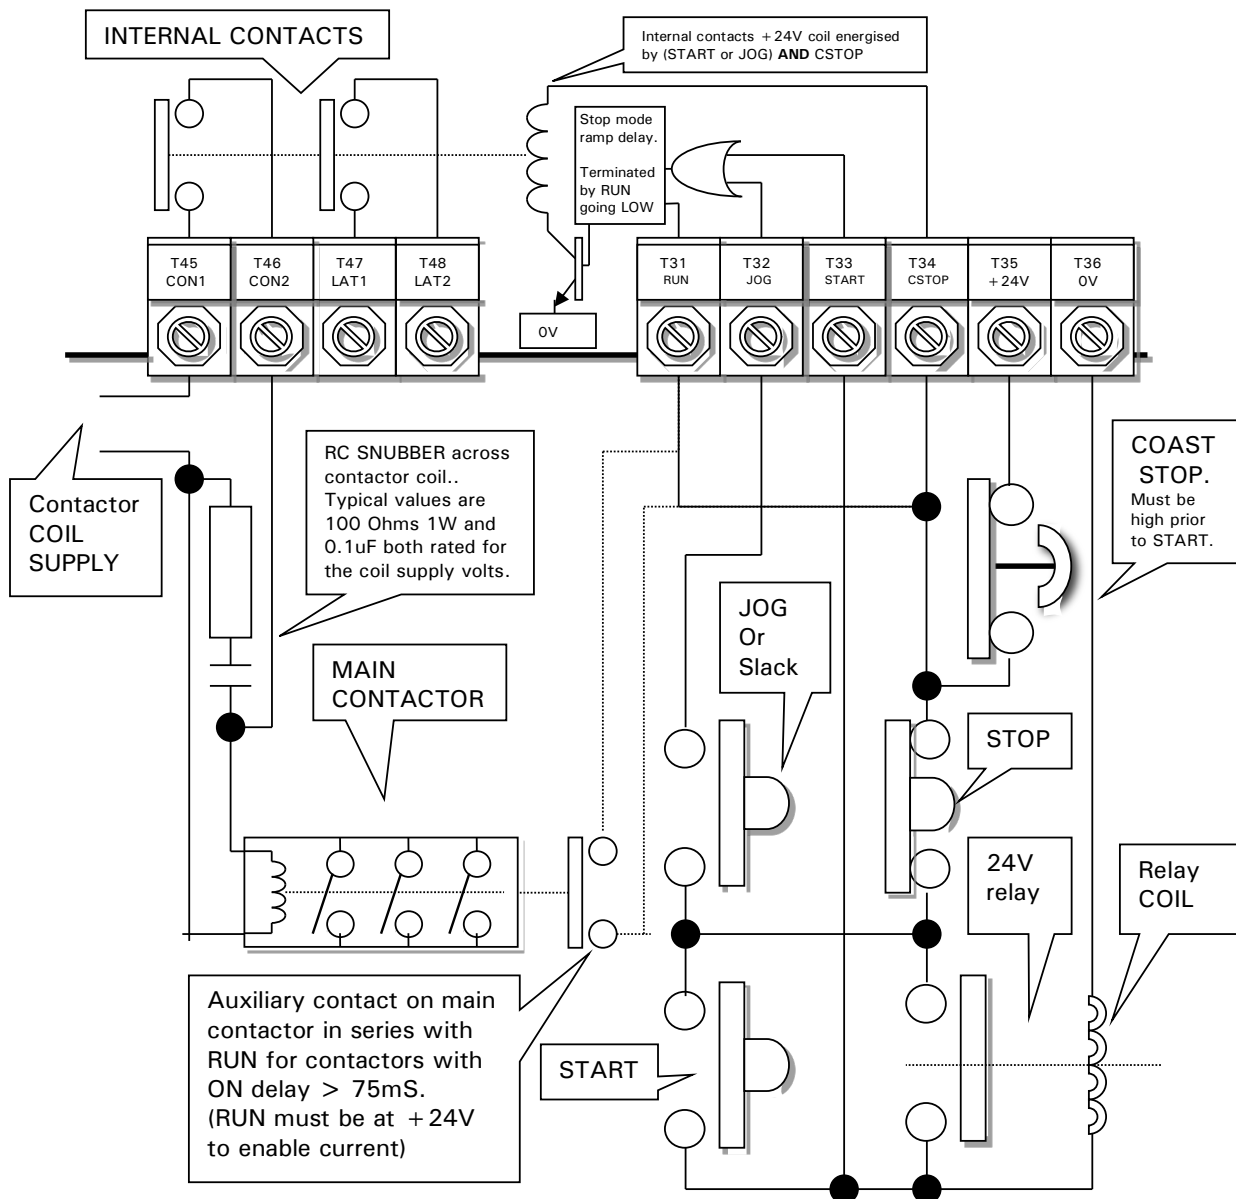 INTERNAL CONTACTS
Internal contacts +24V coil energised
by (START or JOG) AND CSTOP
Stop mode
ramp delay.
Terminated
by RUN
going LOW
T45
CON1
T46
CON2
T47
LAT1
T48
LAT2
0V
T31
RUN
T32
JOG
T33
START
T34
CSTOP
T35
+24V
T36
0V
Contactor
COIL
SUPPLY
RC SNUBBER across
contactor coil..
Typical values are
100 Ohms 1W and
0.1uF both rated for
the coil supply volts.
COAST
STOP.
Must be
high prior
to START.
MAIN
CONTACTOR
JOG
Or
Slack
STOP
24V
relay
Relay
COIL
Auxiliary contact on main
contactor in series with
RUN for contactors with
ON delay > 75mS.
(RUN must be at +24V
to enable current)
START